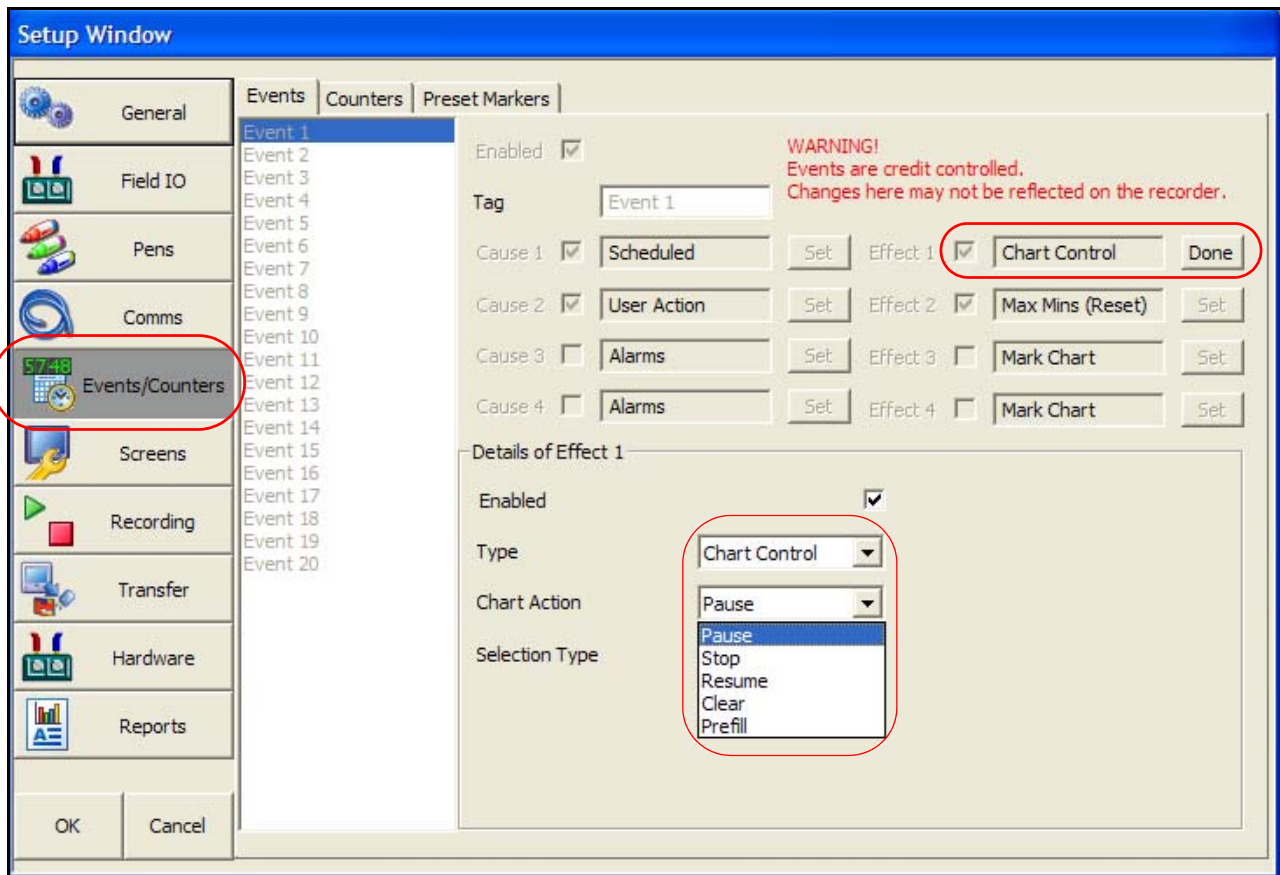 Setup Window
General
Field IO
Pens
Comms
57:48
Events/Counters
Screens
Recording
Transfer
Hardware
Reports
OK
Cancel
Events
Counters
Preset Markers
Event 1
Event 2
Event 3
Event 4
Event 5
Event 6
Event 7
Event 8
Event 9
Event 10
Event 11
Event 12
Event 13
Event 14
Event 15
Event 16
Event 17
Event 18
Event 19
Event 20
Enabled
WARNING!
Events are credit controlled.
Changes here may not be reflected on the recorder.
Tag Event 1
Cause 1 Scheduled Set Effect 1 Chart Control Done
Cause 2 User Action Set Effect 2 Max Mins (Reset) Set
Cause 3 Alarms Set Effect 3 Mark Chart Set
Cause 4 Alarms Set Effect 4 Mark Chart Set
Details of Effect 1
Enabled
Type Chart Control
Chart Action Pause
Selection Type
Pause
Stop
Resume
Clear
Prefill